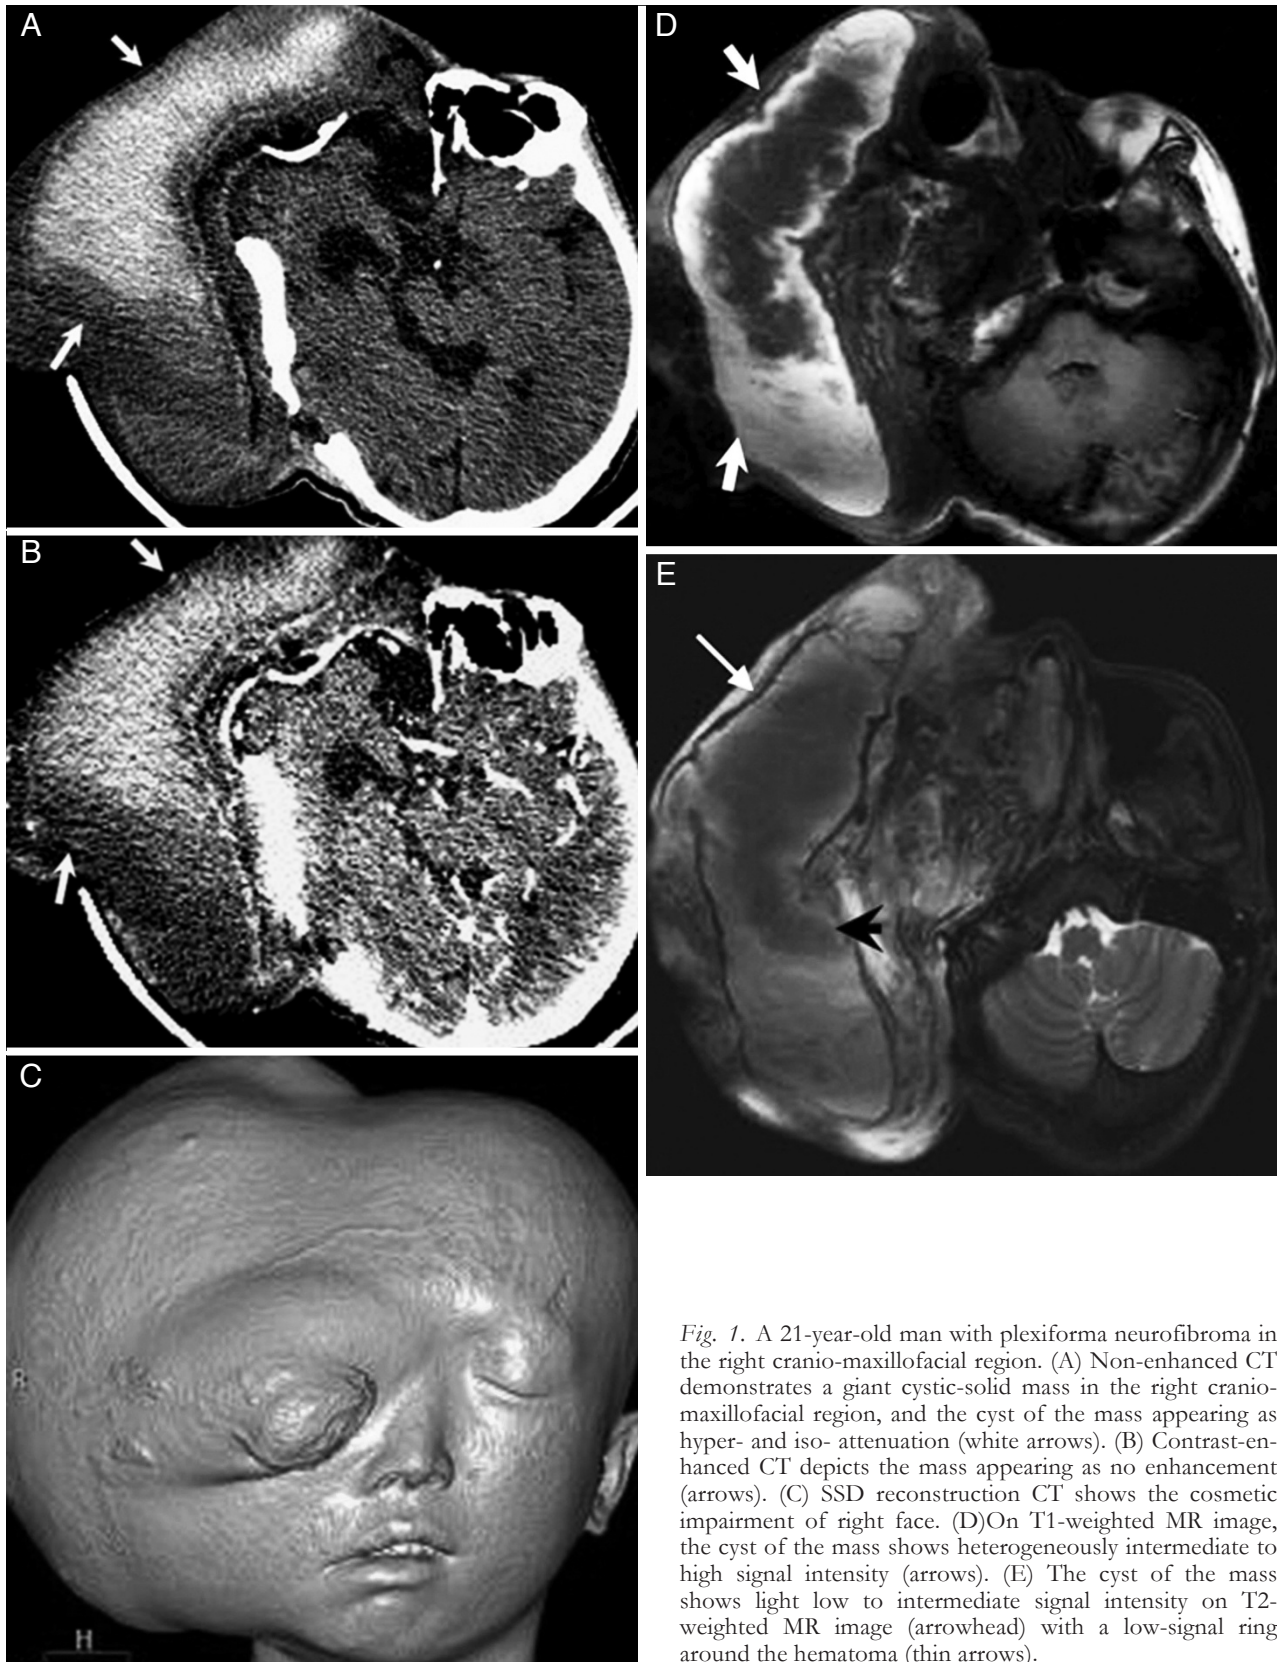 A
D
B
E
C
R
H
Fig. 1. A 21-year-old man with plexiforma neurofibroma in
the right cranio-maxillofacial region. (A) Non-enhanced CT
demonstrates a giant cystic-solid mass in the right cranio-
maxillofacial region, and the cyst of the mass appearing as
hyper- and iso- attenuation (white arrows). (B) Contrast-en-
hanced CT depicts the mass appearing as no enhancement
(arrows). (C) SSD reconstruction CT shows the cosmetic
impairment of right face. (D)On T1-weighted MR image,
the cyst of the mass shows heterogeneously intermediate to
high signal intensity (arrows). (E) The cyst of the mass
shows light low to intermediate signal intensity on T2-
weighted MR image (arrowhead) with a low-signal ring
around the hematoma (thin arrows).